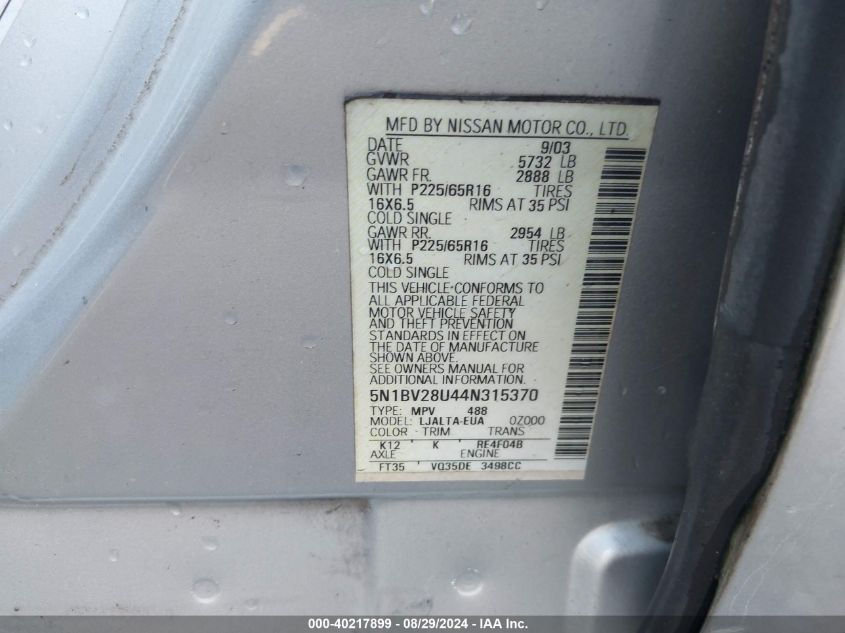 MFD BY NISSAN MOTOR CO., LTD.
DATE 9/03
GVWR 5732 LB
GAWR FR. 2888 LB
WITH P225/65R16 TIRES
16X6.5 RIMS AT 35 PSI
COLD SINGLE
GAWR RR. 2954 LB
WITH P225/65R16 TIRES
16X6.5 RIMS AT 35 PSI
COLD SINGLE
THIS VEHICLE CONFORMS TO
ALL APPLICABLE FEDERAL
MOTOR VEHICLE SAFETY
AND THEFT PREVENTION
STANDARDS IN EFFECT ON
THE DATE OF MANUFACTURE
SHOWN ABOVE.
SEE OWNERS MANUAL FOR
ADDITIONAL INFORMATION
5N1BV28U44N315370
TYPE: MPV 488
MODEL: LJALTA-EUA 0Z000
COLOR TRIM TRANS
K12 K RE4F04B
AXLE ENGINE
FT35 VQ35DE 3498CC
000-40217899 - 08/29/2024 - IAA Inc.